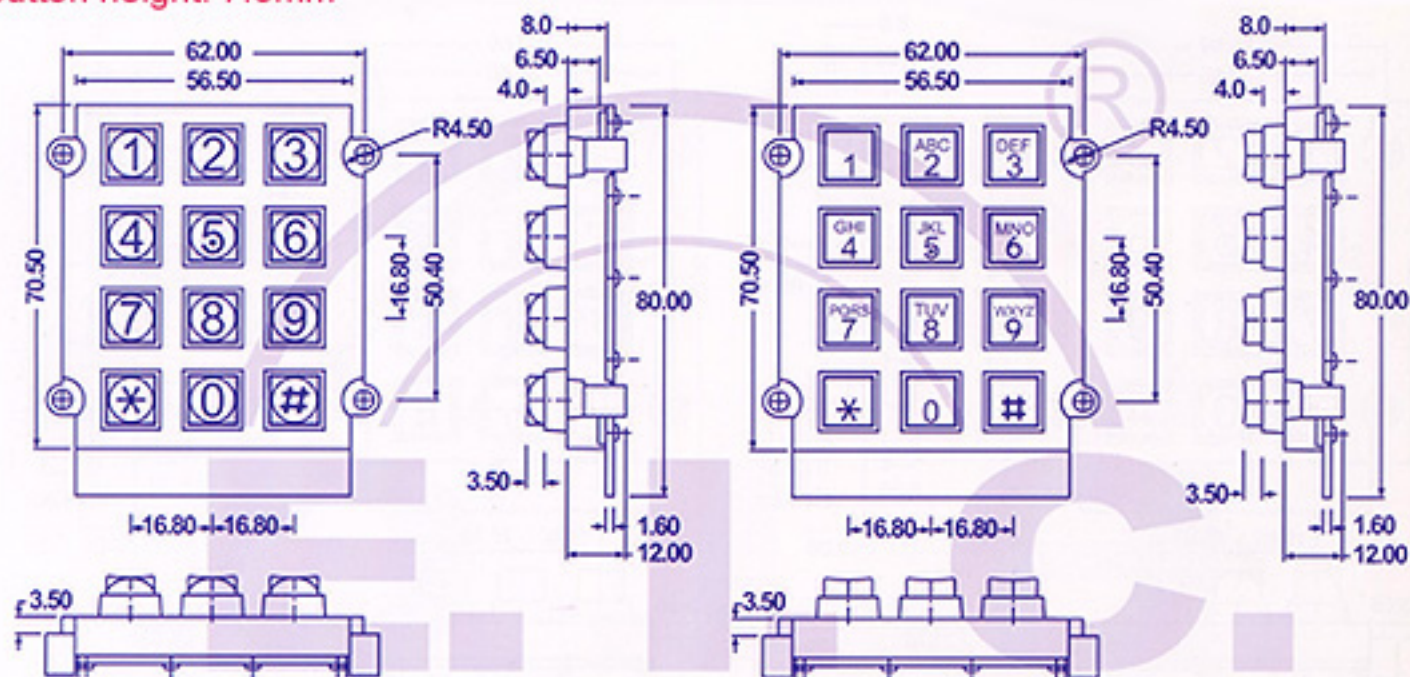 8.0
62.00
6.50
56.50
4.0
R4.50
1 2 3
4 5 6
7 8 9
* 0 #
70.50
16.80
50.40
80.00
3.50
16.80 16.80
1.60
12.00
3.50
8.0
62.00
6.50
56.50
4.0
®
R4.50
1
ABC
2
DEF
3
GHI
4
JKL
5
MNO
6
PQRS
7
TUV
8
WXYZ
9
* 0 #
70.50
16.80
50.40
80.00
3.50
16.80 16.80
1.60
12.00
3.50
E. I. C.